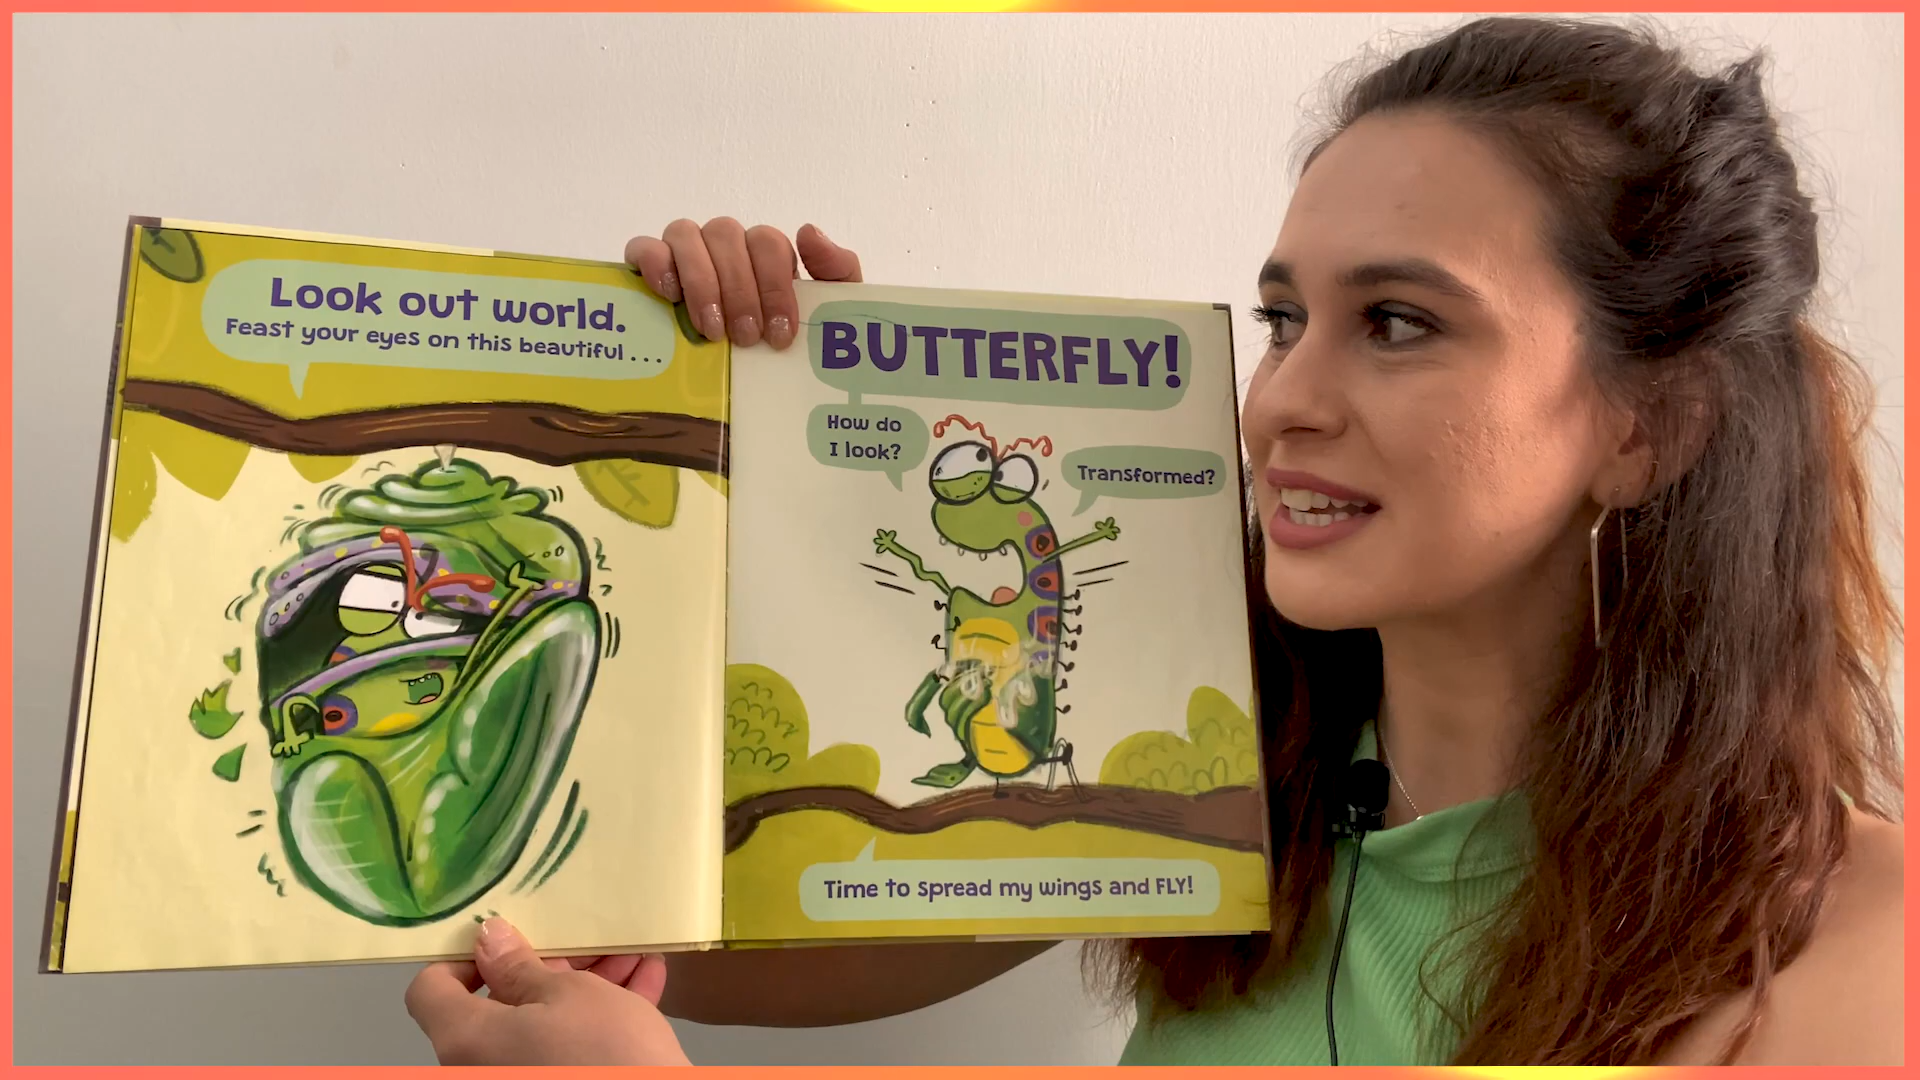 Look out world.
Feast your eyes on this beautiful...
BUTTERFLY!
How do
I look?
Transformed?
Time to spread my wings and FLY!